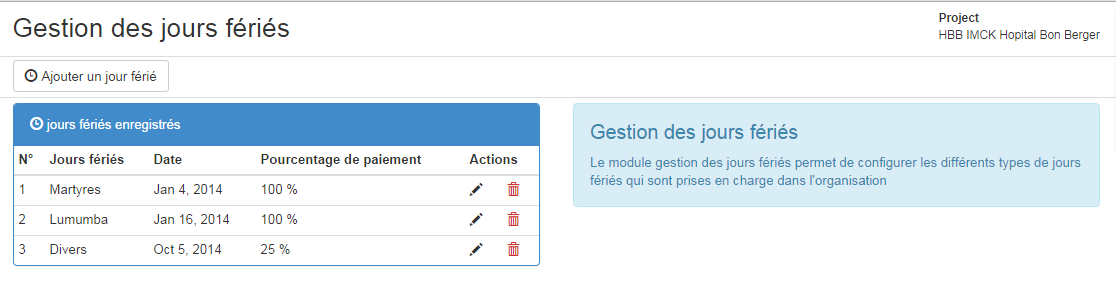 Gestion des jours fériés
Project
HBB IMCK Hopital Bon Berger
Ajouter un jour férié
jours fériés enregistrés
N° Jours fériés Date Pourcentage de paiement Actions
1 Martyres Jan 4, 2014 100 %
2 Lumumba Jan 16, 2014 100 %
3 Divers Oct 5, 2014 25 %
Gestion des jours fériés
Le module gestion des jours fériés permet de configurer les différents types de jours
fériés qui sont prises en charge dans l'organisation